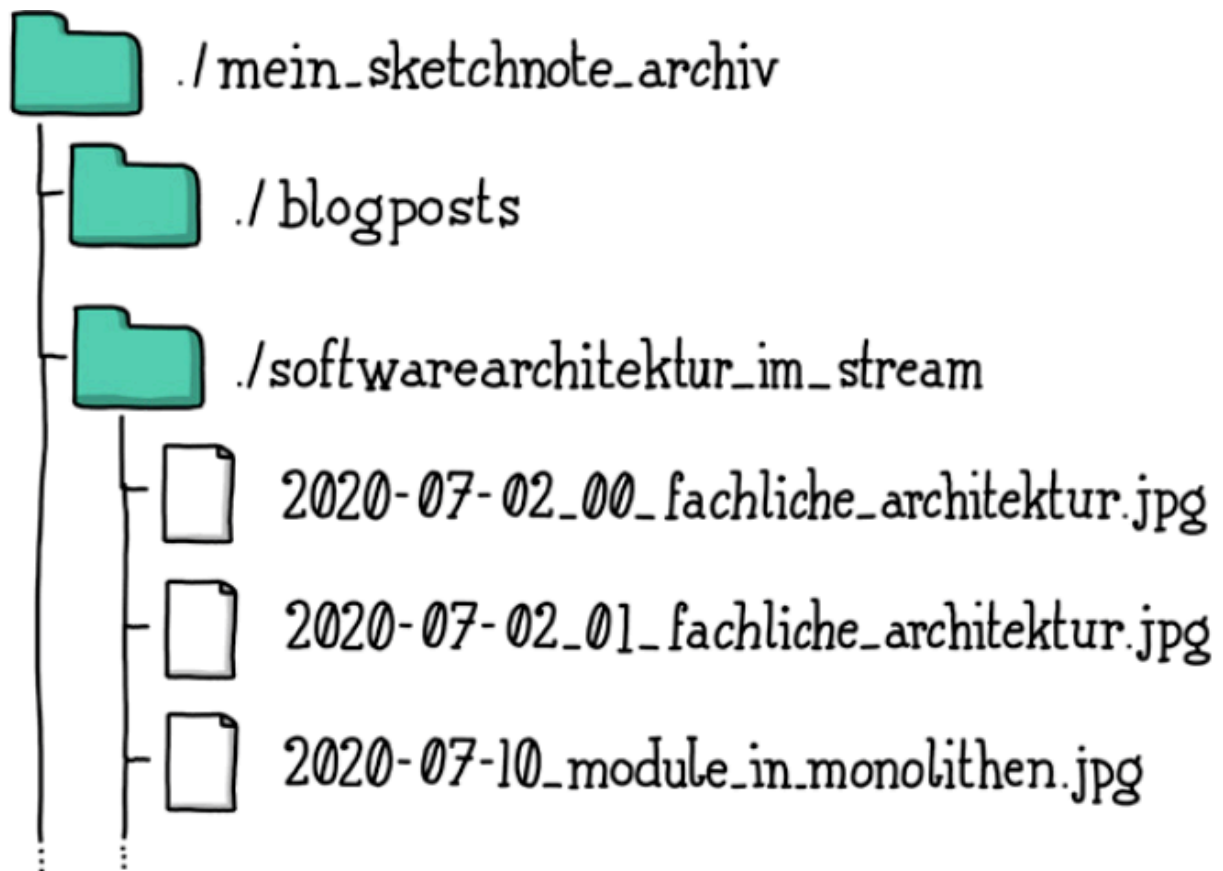 ./mein_sketchnote_archiv
./blogposts
./softwarearchitektur_im_stream
2020-07-02_00_fachliche_architektur.jpg
2020-07-02_01_fachliche_architektur.jpg
2020-07-10_module_in_monolithen.jpg